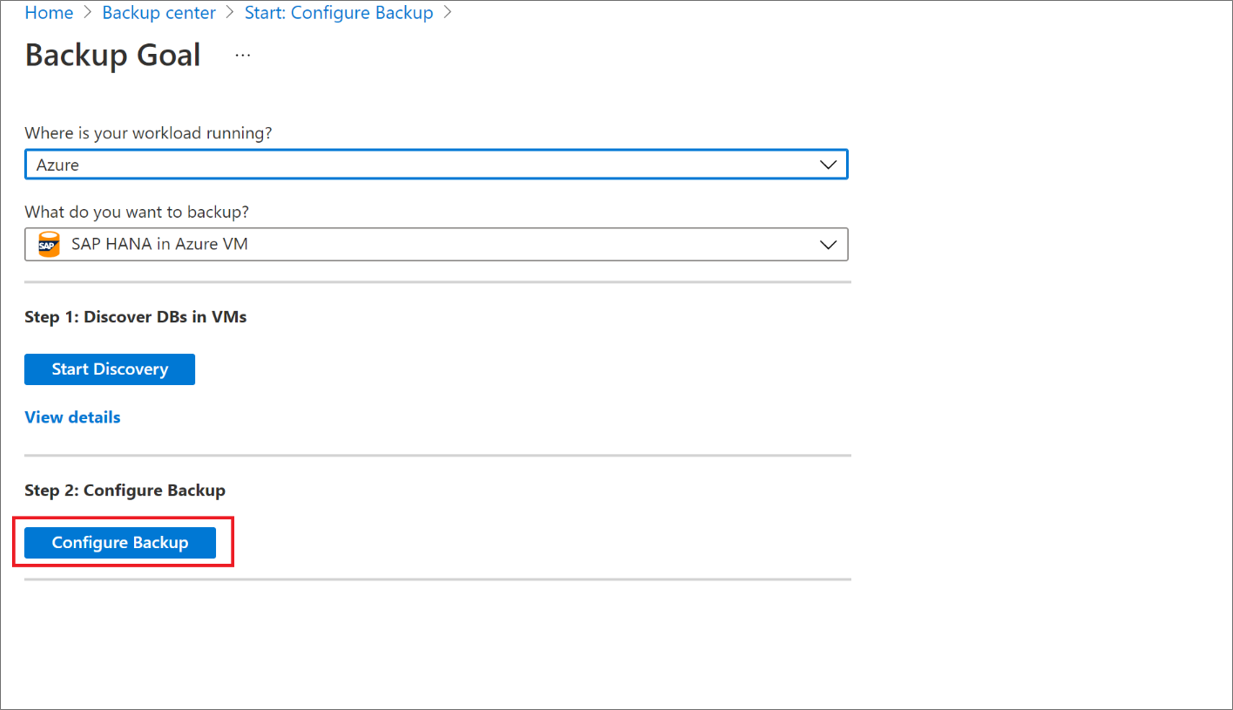 Home > Backup center > Start: Configure Backup >
Backup Goal ...
Where is your workload running?
Azure
What do you want to backup?
SAP SAP HANA in Azure VM
Step 1: Discover DBs in VMs
Start Discovery
View details
Step 2: Configure Backup
Configure Backup